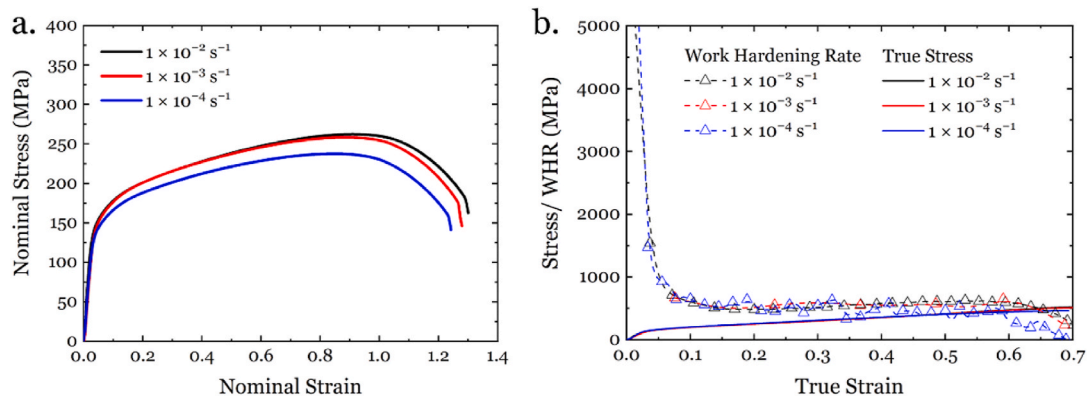 a.
400
350
300
250
200
150
100
50
0
Nominal Stress (MPa)
1 × 10⁻² s⁻¹
1 × 10⁻³ s⁻¹
1 × 10⁻⁴ s⁻¹
0.0 0.2 0.4 0.6 0.8 1.0 1.2 1.4
Nominal Strain
b.
5000
4000
3000
2000
1000
0
Stress/ WHR (MPa)
Work Hardening Rate
1 × 10⁻² s⁻¹
1 × 10⁻³ s⁻¹
1 × 10⁻⁴ s⁻¹
True Stress
1 × 10⁻² s⁻¹
1 × 10⁻³ s⁻¹
1 × 10⁻⁴ s⁻¹
0.0 0.1 0.2 0.3 0.4 0.5 0.6 0.7
True Strain